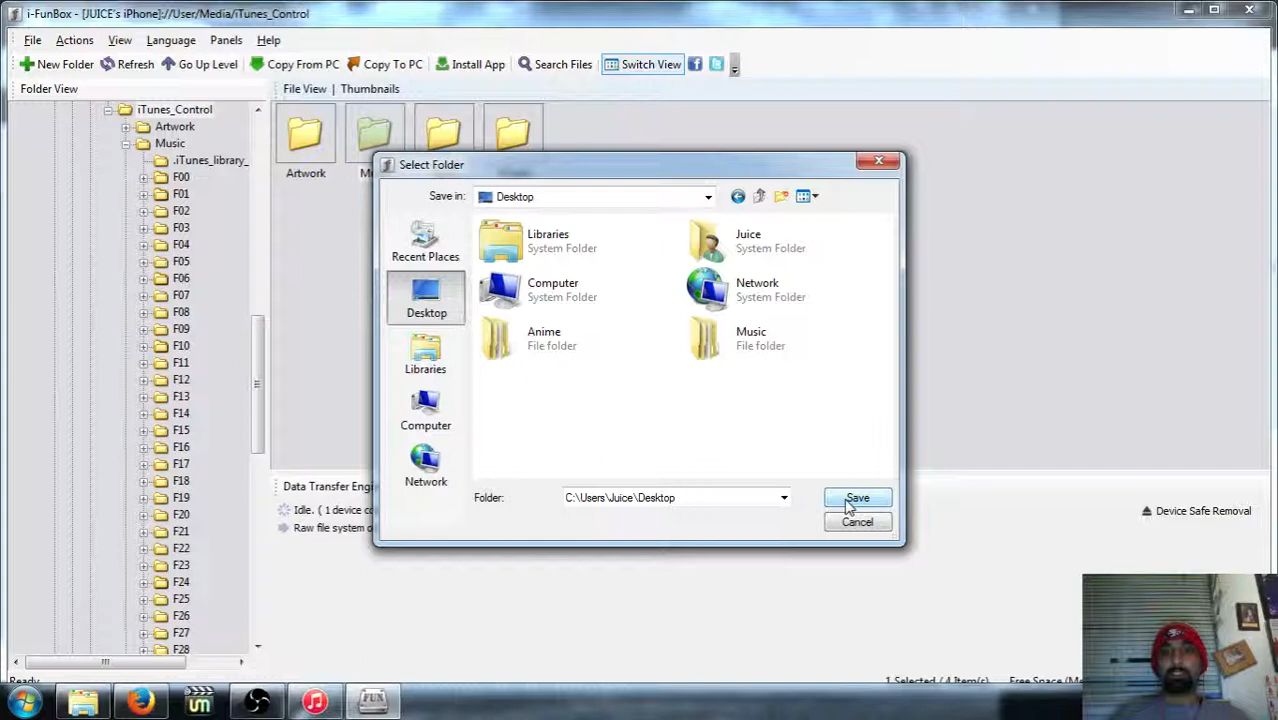 i-FunBox - [JUICE's iPhone]://User/Media/iTunes_Control
File Actions View Language Panels Help
New Folder Refresh Go Up Level Copy From PC Copy To PC Install App Search Files Switch View
Folder View
File View | Thumbnails
iTunes_Control
Artwork
Music
.iTunes_library_
F00
F01
F02
F03
F04
F05
F06
F07
F08
F09
F10
F11
F12
F13
F14
F15
F16
F17
F18
F19
F20
F21
F22
F23
F24
F25
F26
F27
F28
Artwork
Select Folder
Save in: Desktop
Recent Places
Desktop
Libraries
Computer
Network
Libraries
System Folder
Juice
System Folder
Computer
System Folder
Network
System Folder
Anime
File folder
Music
File folder
Folder: C:\Users\Juice\Desktop
Save
Cancel
Data Transfer
Idle. ( 1 device
Raw file system
Device Safe Removal
Ready
1 Selected / 4 Item(s)
Free Space
um
FUN